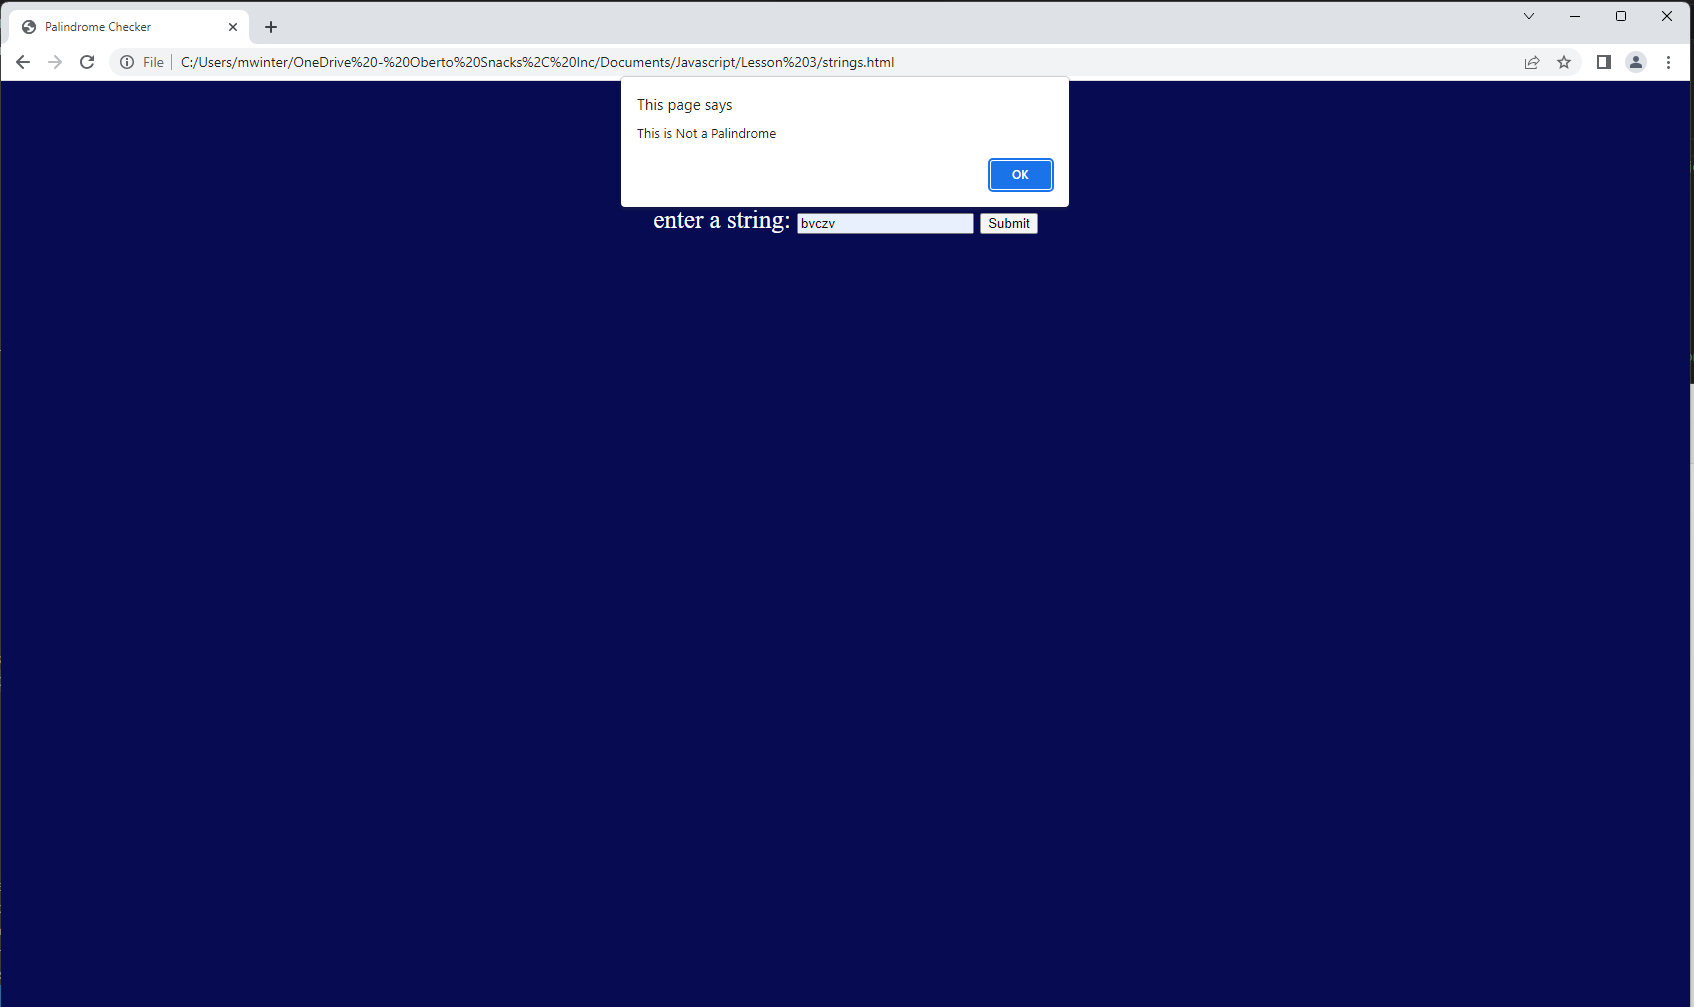 Palindrome Checker
File C:/Users/mwinter/OneDrive%20-%20Oberto%20Snacks%2C%20Inc/Documents/Javascript/Lesson%203/strings.html
This page says
This is Not a Palindrome
OK
enter a string: bvczv Submit